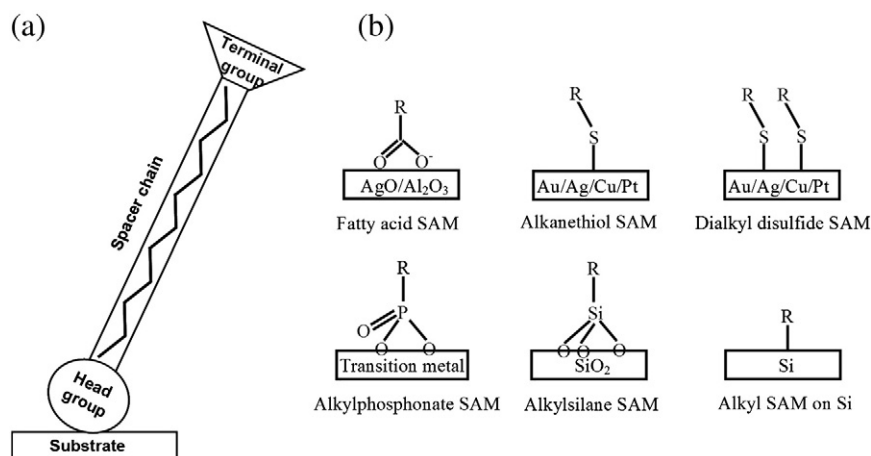 (a)
Terminal
group
Spacer chain
Head
group
Substrate
(b)
R
O
O⁻
AgO/Al₂O₃
Fatty acid SAM
R
S
Au/Ag/Cu/Pt
Alkanethiol SAM
R
R
S
S
Au/Ag/Cu/Pt
Dialkyl disulfide SAM
R
P
O
O
O
Transition metal
Alkylphosphonate SAM
R
Si
O
O
O
SiO₂
Alkylsilane SAM
R
Si
Alkyl SAM on Si